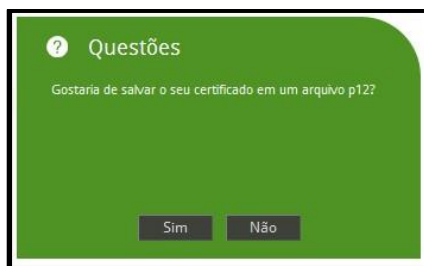 ? Questões
Gostaria de salvar o seu certificado em um arquivo p12?
Sim Não